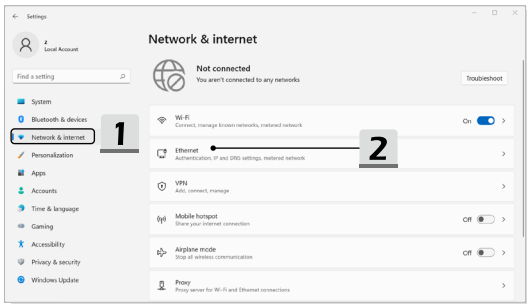 Settings
z
Local Account
Find a setting
System
Bluetooth & devices
Network & internet
Personalization
Apps
Accounts
Time & language
Gaming
Accessibility
Privacy & security
Windows Update
1
Network & internet
Not connected
You aren't connected to any networks
Troubleshoot
Wi-Fi
Connect, manage known networks, metered network
On
Ethernet
Authentication, IP and DNS settings, metered network
2
VPN
Add, connect, manage
Mobile hotspot
Share your internet connection
Off
Airplane mode
Stop all wireless communication
Off
Proxy
Proxy server for Wi-Fi and Ethernet connections